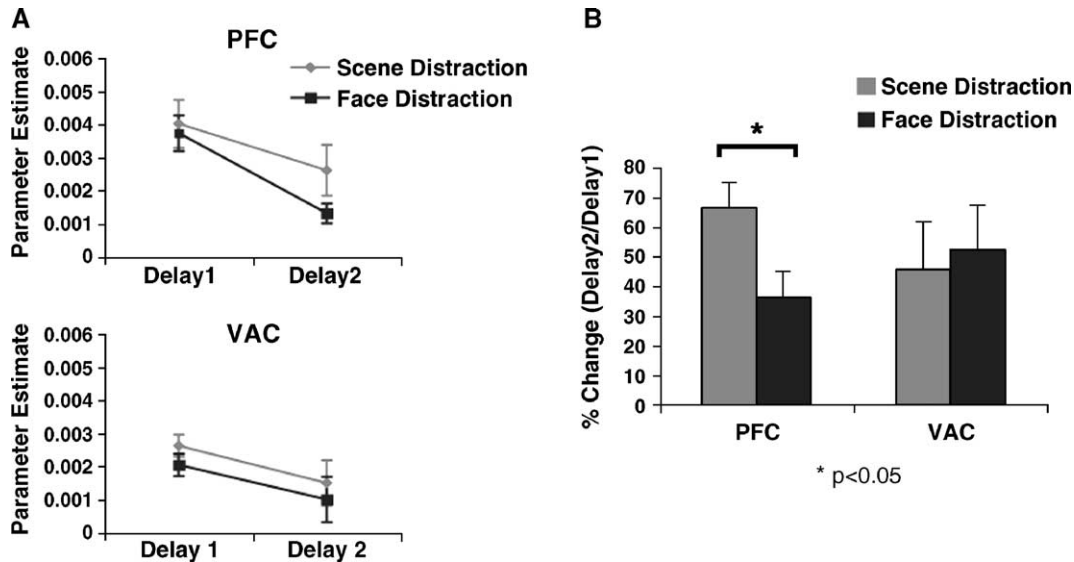 A
PFC
Parameter Estimate
0.006
0.005
0.004
0.003
0.002
0.001
0
Scene Distraction
Face Distraction
Delay1 Delay2
VAC
Parameter Estimate
0.006
0.005
0.004
0.003
0.002
0.001
0
Delay 1 Delay 2
B
Scene Distraction
Face Distraction
*
% Change (Delay2/Delay1)
80
70
60
50
40
30
20
10
0
PFC VAC
* p<0.05